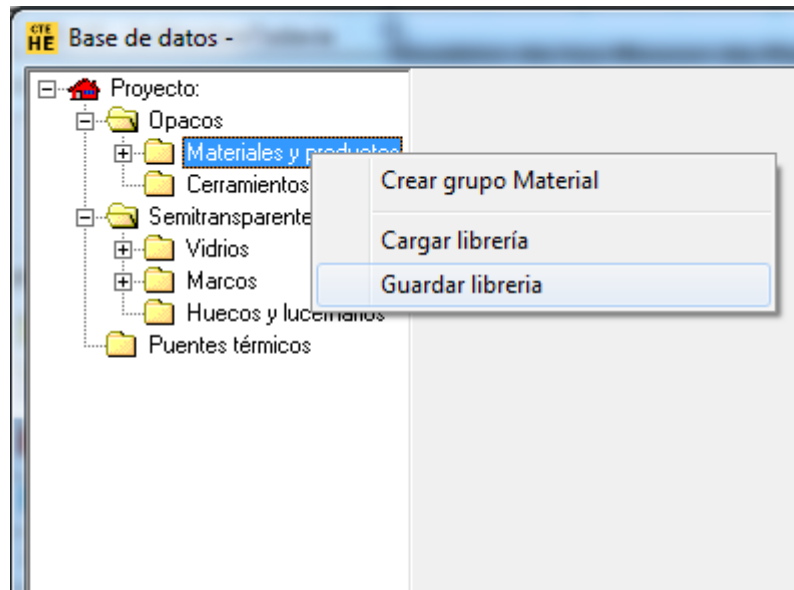 CTE
HE
Base de datos -
Proyecto:
Opacos
Materiales y productos
Cerramientos
Semitransparente
Vidrios
Marcos
Huecos y lucernarios
Puentes térmicos
Crear grupo Material
Cargar librería
Guardar libreria